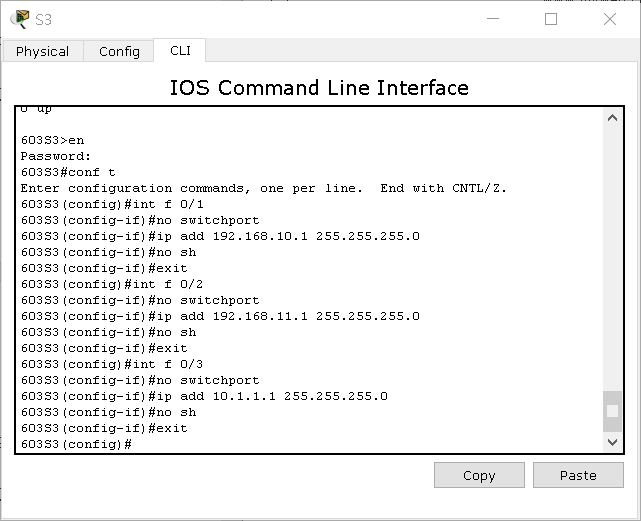 S3
Physical
Config
CLI
IOS Command Line Interface
0 up
603S3>en
Password:
603S3#conf t
Enter configuration commands, one per line.  End with CNTL/Z.
603S3(config)#int f 0/1
603S3(config-if)#no switchport
603S3(config-if)#ip add 192.168.10.1 255.255.255.0
603S3(config-if)#no sh
603S3(config-if)#exit
603S3(config)#int f 0/2
603S3(config-if)#no switchport
603S3(config-if)#ip add 192.168.11.1 255.255.255.0
603S3(config-if)#no sh
603S3(config-if)#exit
603S3(config)#int f 0/3
603S3(config-if)#no switchport
603S3(config-if)#ip add 10.1.1.1 255.255.255.0
603S3(config-if)#no sh
603S3(config-if)#exit
603S3(config)#
Copy
Paste